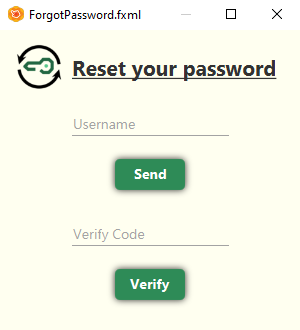 ForgotPassword.fxml
Reset your password
Username
Send
Verify Code
Verify